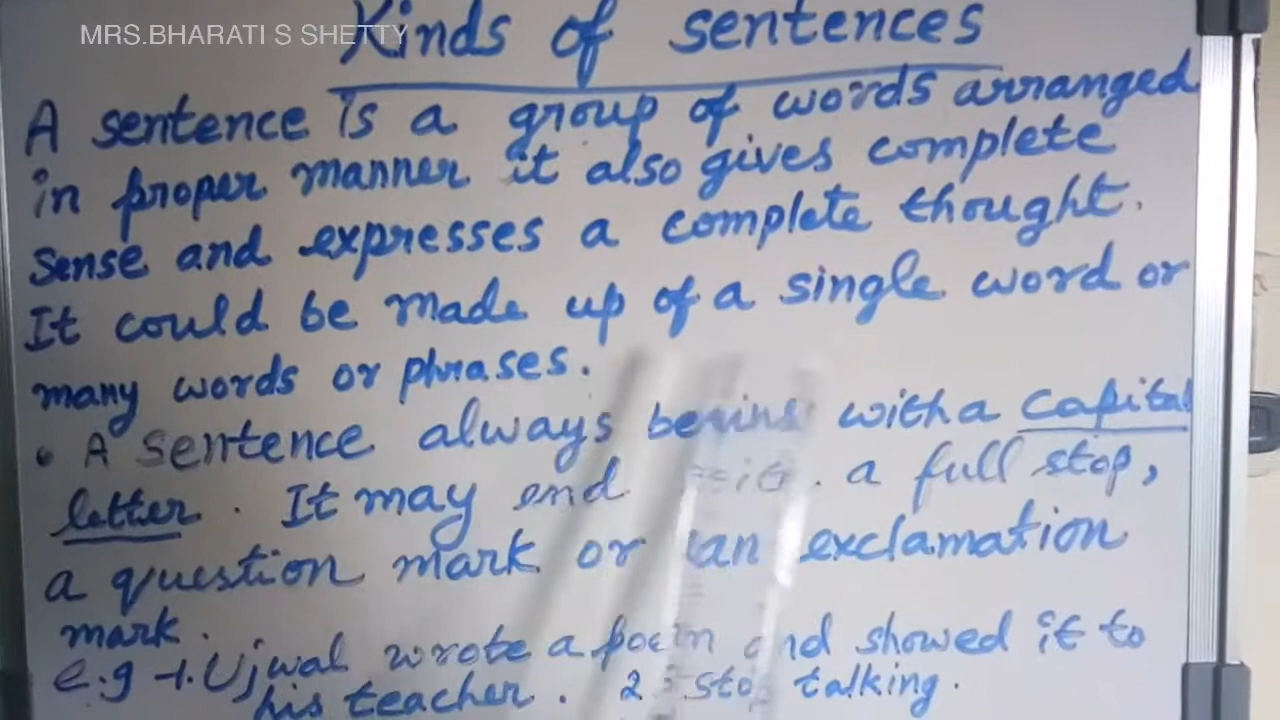 MRS.BHARATI S SHETTY
Kinds of sentences
A sentence is a group of words arranged
in proper manner it also gives complete
sense and expresses a complete thought.
It could be made up of a single word or
many words or phrases.
• A sentence always begins with a capital
letter. It may end a full stop,
a question mark or an exclamation
mark.
e.g -1. Ujwal wrote a poem and showed it to
his teacher. 2 Stop talking.